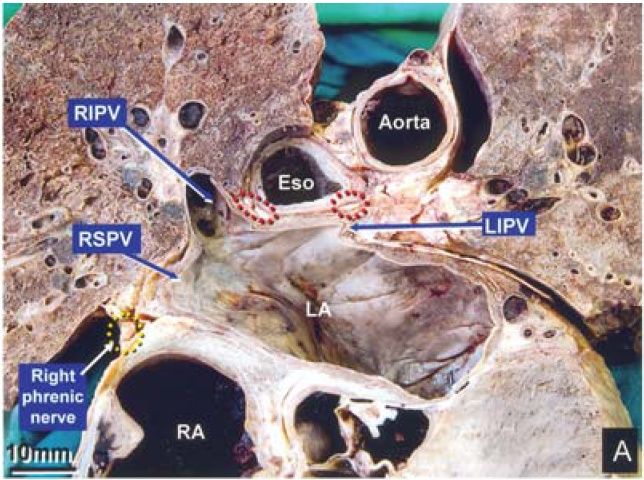 RIPV
Aorta
Eso
RSPV
LIPV
LA
Right
phrenic
nerve
RA
10mm
A